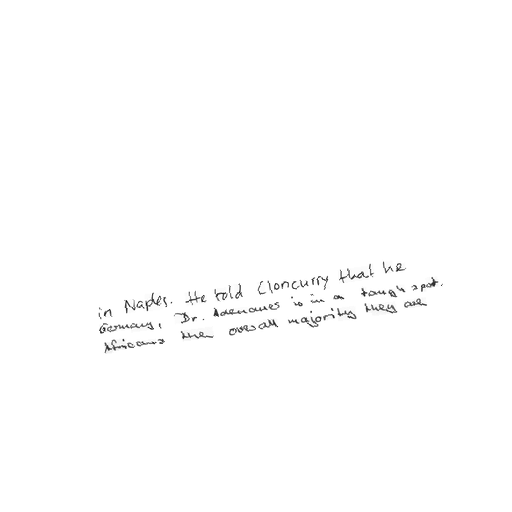 in Naples. He told Cloncurry that he
Germany, Dr. Adenauer is in a tough spot.
Africans the overall majority they are